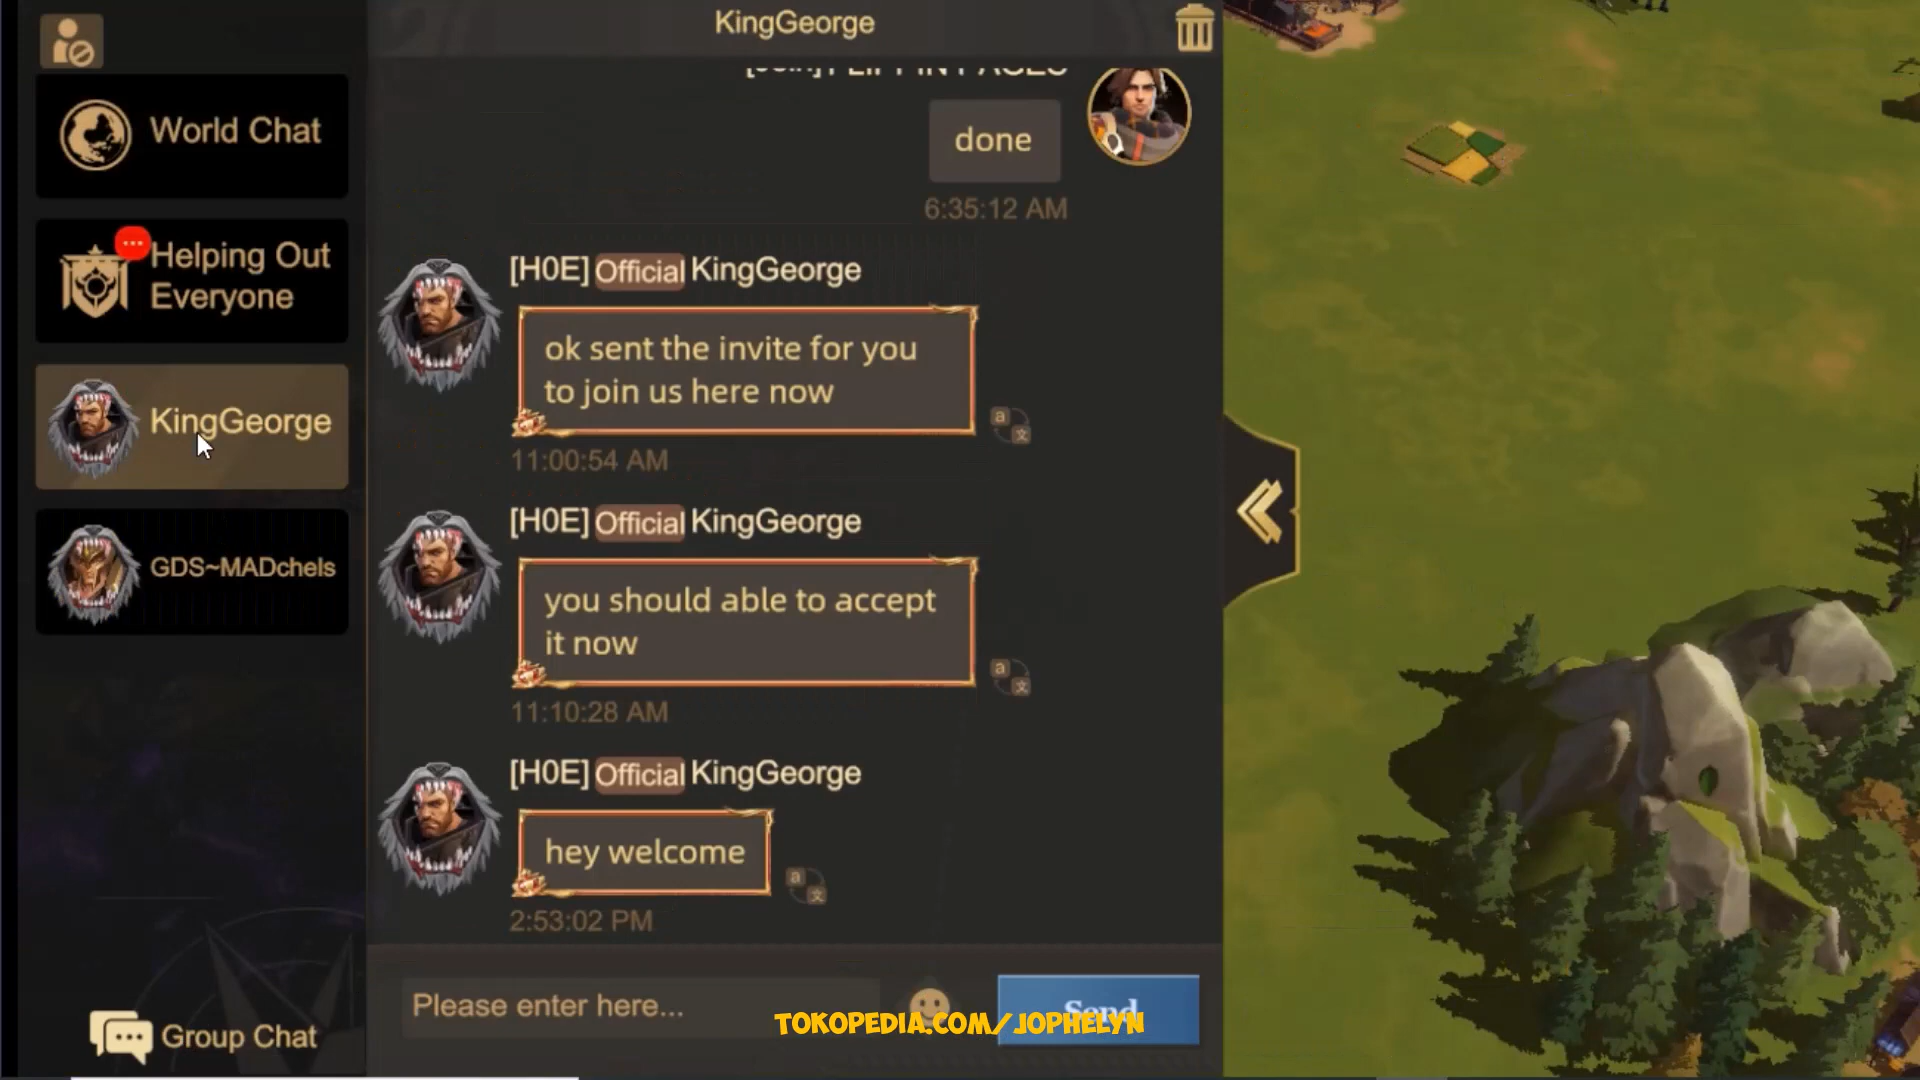 KingGeorge
World Chat
Helping Out
Everyone
KingGeorge
GDS~MADchels
Group Chat
done
6:35:12 AM
[H0E] Official KingGeorge
ok sent the invite for you
to join us here now
11:00:54 AM
[H0E] Official KingGeorge
you should able to accept
it now
11:10:28 AM
[H0E] Official KingGeorge
hey welcome
2:53:02 PM
Please enter here...
Send
TOKOPEDIA.COM/JOPHELYN